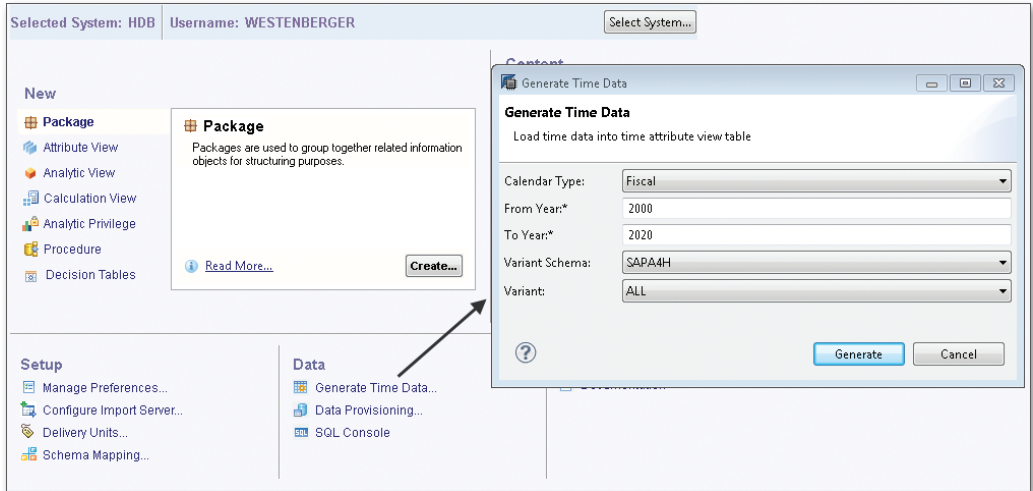 Selected System: HDB Username: WESTENBERGER Select System...
New
Package
Attribute View
Analytic View
Calculation View
Analytic Privilege
Procedure
Decision Tables
Package
Packages are used to group together related information
objects for structuring purposes.
Read More... Create...
Content
Generate Time Data
Generate Time Data
Load time data into time attribute view table
Calendar Type: Fiscal
From Year:* 2000
To Year:* 2020
Variant Schema: SAPA4H
Variant: ALL
Generate Cancel
Setup
Manage Preferences...
Configure Import Server...
Delivery Units...
Schema Mapping...
Data
Generate Time Data...
Data Provisioning...
SQL Console
Documentation